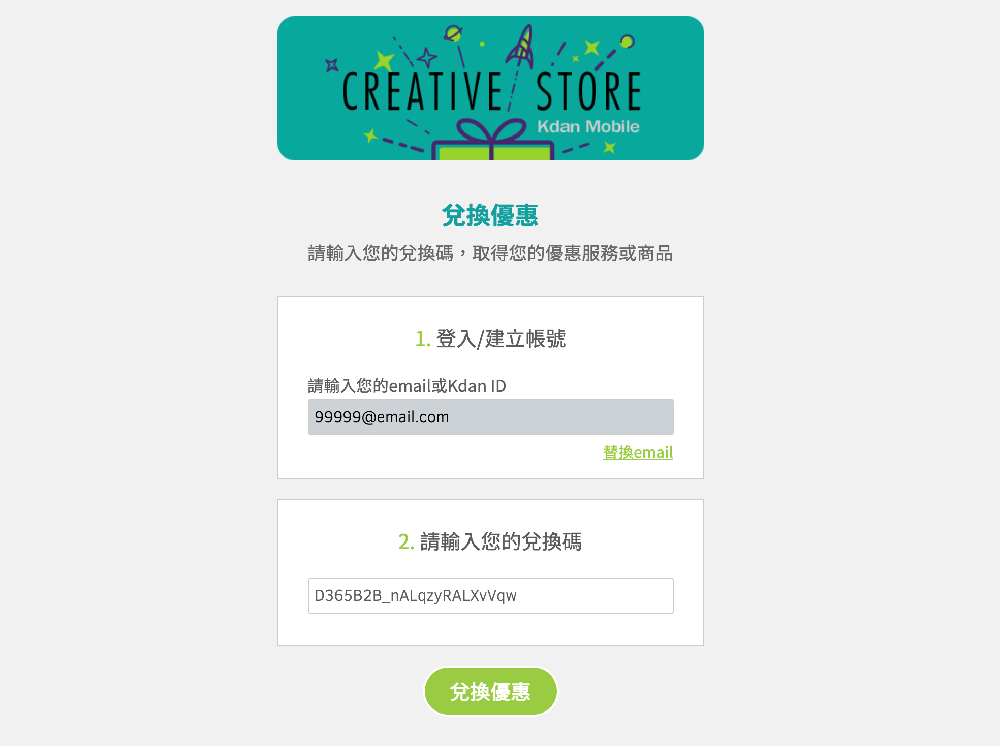 CREATIVE STORE
Kdan Mobile
兌換優惠
請輸入您的兌換碼，取得您的優惠服務或商品
1. 登入/建立帳號
請輸入您的email或Kdan ID
99999@email.com
替換email
2. 請輸入您的兌換碼
D365B2B_nALqzyRALXvVqw
兌換優惠